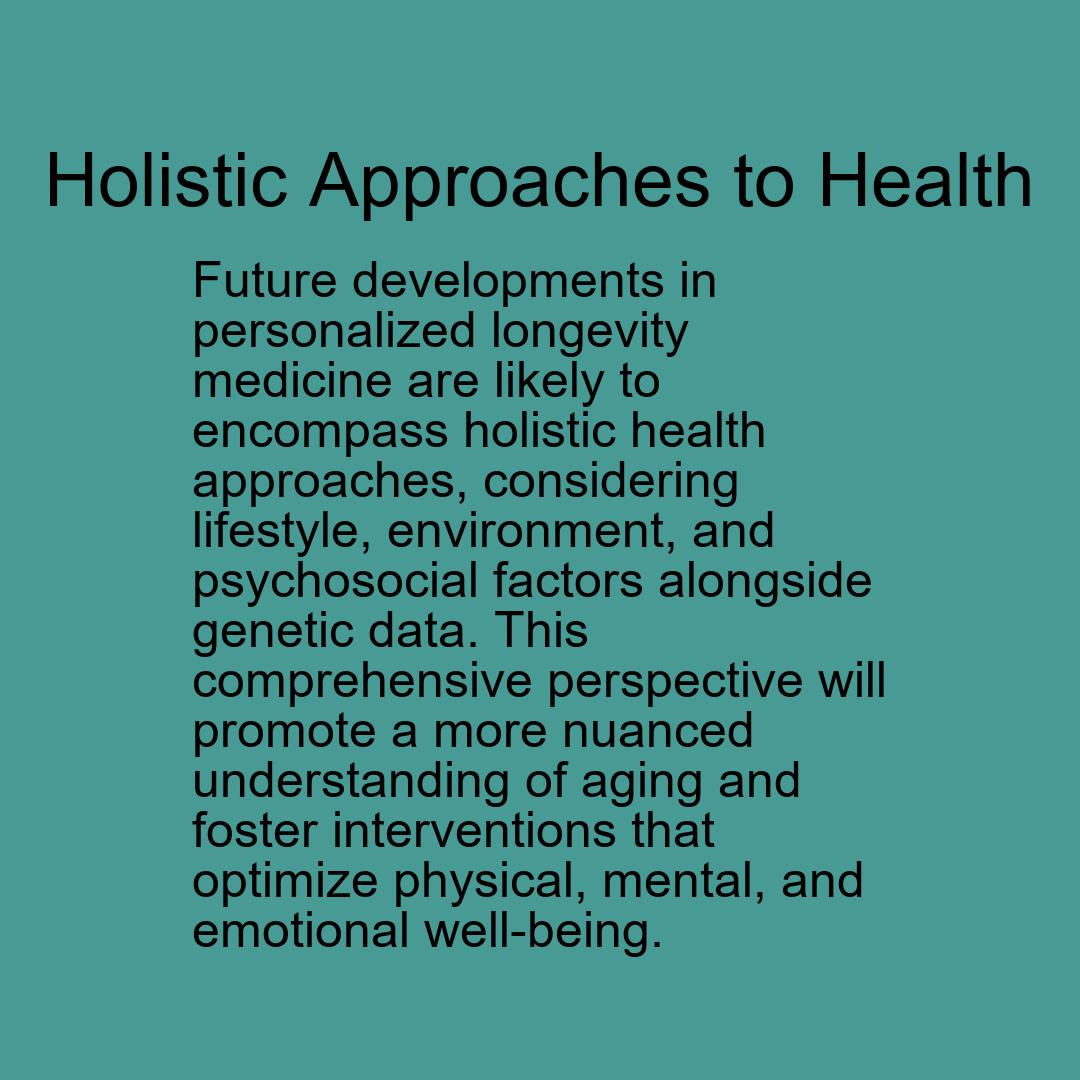 Holistic Approaches to Health
Future developments in
personalized longevity
medicine are likely to
encompass holistic health
approaches, considering
lifestyle, environment, and
psychosocial factors alongside
genetic data. This
comprehensive perspective will
promote a more nuanced
understanding of aging and
foster interventions that
optimize physical, mental, and
emotional well-being.